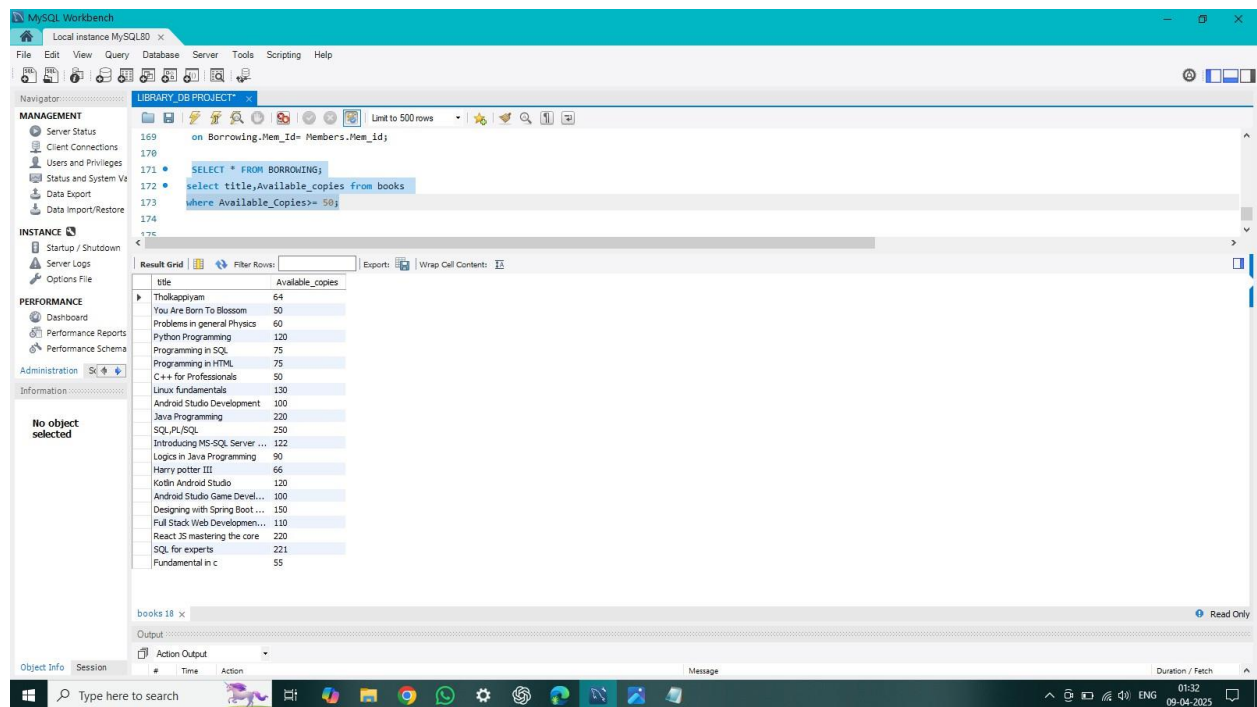 MySQL Workbench
Local instance MySQL80 ×
File Edit View Query Database Server Tools Scripting Help
Navigator
LIBRARY_DB PROJECT* ×
MANAGEMENT
Server Status
Client Connections
Users and Privileges
Status and System Va
Data Export
Data Import/Restore
INSTANCE
Startup / Shutdown
Server Logs
Options File
PERFORMANCE
Dashboard
Performance Reports
Performance Schema
Administration Sc
Information
No object
selected
Object Info Session
Limit to 500 rows
169 on Borrowing.Mem_Id= Members.Mem_id;
170
171 SELECT * FROM BORROWING;
172 select title,Available_copies from books
173 where Available_Copies>= 50;
174
175
Result Grid Filter Rows: Export: Wrap Cell Content:
title Available_copies
Tholkappiyam 64
You Are Born To Blossom 50
Problems in general Physics 60
Python Programming 120
Programming in SQL 75
Programming in HTML 75
C++ for Professionals 50
Linux fundamentals 130
Android Studio Development 100
Java Programming 220
SQL,PL/SQL 250
Introducing MS-SQL Server ... 122
Logics in Java Programming 90
Harry potter III 66
Kotlin Android Studio 120
Android Studio Game Devel... 100
Designing with Spring Boot ... 150
Full Stack Web Developmen... 110
React JS mastering the core 220
SQL for experts 221
Fundamental in c 55
books 18 ×
Read Only
Output
Action Output
# Time Action Message Duration / Fetch
Type here to search
ENG
01:32
09-04-2025